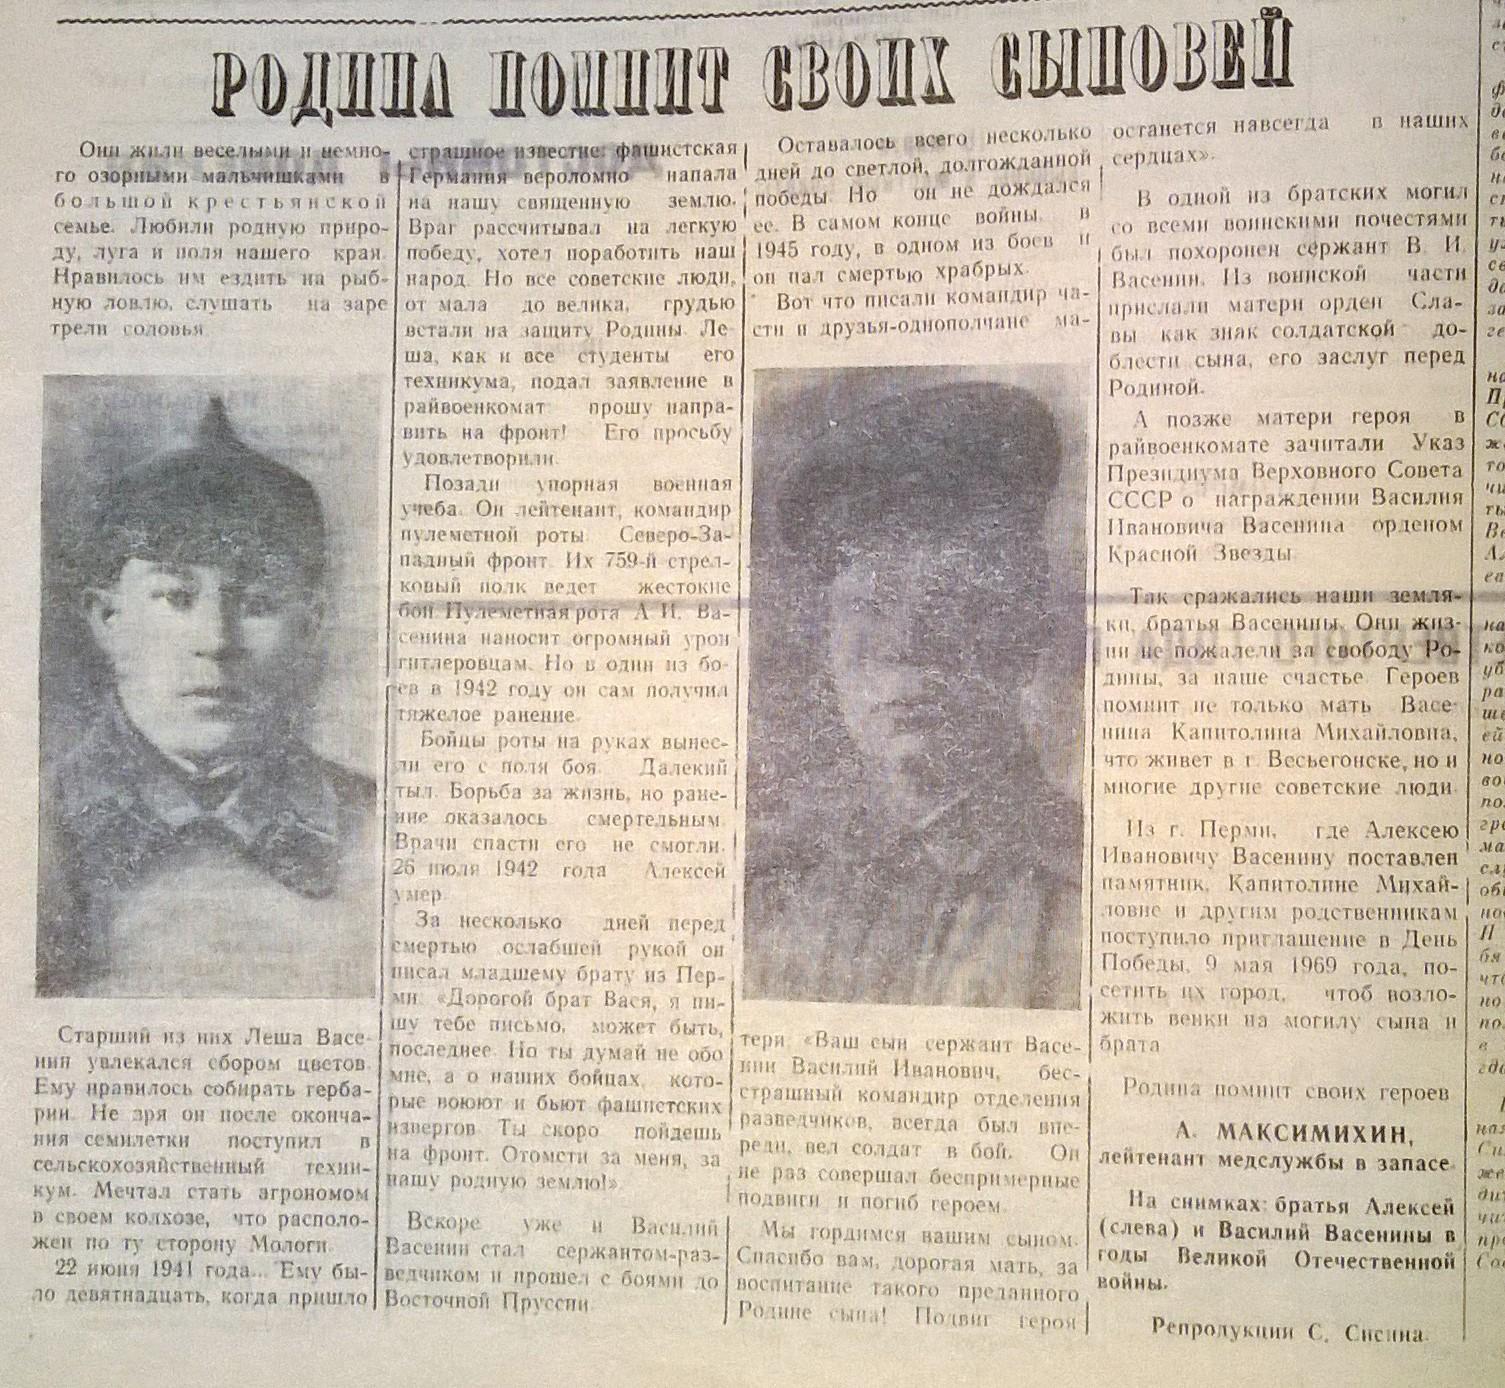 РОДИНА ПОМНИТ СВОИХ СЫНОВЕЙ
Они жили веселыми и немно-
го озорными мальчишками в
большой крестьянской
семье. Любили родную приро-
ду, луга и поля нашего края.
Нравилось им ездить на рыб-
ную ловлю, слушать на заре
трели соловья.
Старший из них Леша Васе-
нин увлекался сбором цветов.
Ему нравилось собирать герба-
рии. Не зря он после оконча-
ния семилетки поступил в
сельскохозяйственный техни-
кум. Мечтал стать агрономом
в своем колхозе, что располо-
жен по ту сторону Мологи.
22 июня 1941 года... Ему бы-
ло девятнадцать, когда пришло
страшное известие: фашистская
Германия вероломно напала
на нашу священную землю.
Враг рассчитывал на легкую
победу, хотел поработить наш
народ. Но все советские люди,
от мала до велика, грудью
встали на защиту Родины. Ле-
ша, как и все студенты его
техникума, подал заявление в
райвоенкомат прошу напра-
вить на фронт! Его просьбу
удовлетворили.
Позади упорная военная
учеба. Он лейтенант, командир
пулеметной роты. Северо-За-
падный фронт. Их 759-й стрел-
ковый полк ведет жестокие
бои. Пулеметная рота А. И. Ва-
сенина наносит огромный урон
гитлеровцам. Но в один из бо-
ев в 1942 году он сам получил
тяжелое ранение.
Бойцы роты на руках вынес-
ли его с поля боя. Далекий
тыл. Борьба за жизнь, но ране-
ние оказалось смертельным.
Врачи спасти его не смогли.
26 июля 1942 года Алексей
умер.
За несколько дней перед
смертью ослабшей рукой он
писал младшему брату из Пер-
ми: «Дорогой брат Вася, я пи-
шу тебе письмо, может быть,
последнее. Но ты думай не обо
мне, а о наших бойцах, кото-
рые воюют и бьют фашистских
извергов. Ты скоро пойдешь
на фронт. Отомсти за меня, за
нашу родную землю!»
Вскоре уже и Василий
Васенин стал сержантом-раз-
ведчиком и прошел с боями до
Восточной Пруссии.
Оставалось всего несколько
дней до светлой, долгожданной
победы. Но он не дождался
ее. В самом конце войны, в
1945 году, в одном из боев и
он пал смертью храбрых.
Вот что писали командир ча-
сти и друзья-однополчане ма-
тери: «Ваш сын сержант Васе-
нин Василий Иванович, бес-
страшный командир отделения
разведчиков, всегда был впе-
реди, вел солдат в бой. Он
не раз совершал беспримерные
подвиги и погиб героем.
Мы гордимся вашим сыном.
Спасибо вам, дорогая мать, за
воспитание такого преданного
Родине сына! Подвиг героя
останется навсегда в наших
сердцах».
В одной из братских могил
со всеми воинскими почестями
был похоронен сержант В. И.
Васенин. Из воинской части
прислали матери орден Сла-
вы как знак солдатской до-
блести сына, его заслуг перед
Родиной.
А позже матери героя в
райвоенкомате зачитали Указ
Президиума Верховного Совета
СССР о награждении Василия
Ивановича Васенина орденом
Красной Звезды.
Так сражались наши земля-
ки, братья Васенины. Они жиз-
ни не пожалели за свободу Ро-
дины, за наше счастье. Героев
помнит не только мать Васе-
нина Капитолина Михайловна,
что живет в г. Весьегонске, но и
многие другие советские люди.
Из г. Перми, где Алексею
Ивановичу Васенину поставлен
памятник, Капитолине Михай-
ловне и другим родственникам
поступило приглашение в День
Победы, 9 мая 1969 года, по-
сетить их город, чтоб возло-
жить венки на могилу сына и
брата.
Родина помнит своих героев.
А. МАКСИМИХИН,
лейтенант медслужбы в запасе.
На снимках: братья Алексей
(слева) и Василий Васенины в
годы Великой Отечественной
войны.
Репродукции С. Сисина.